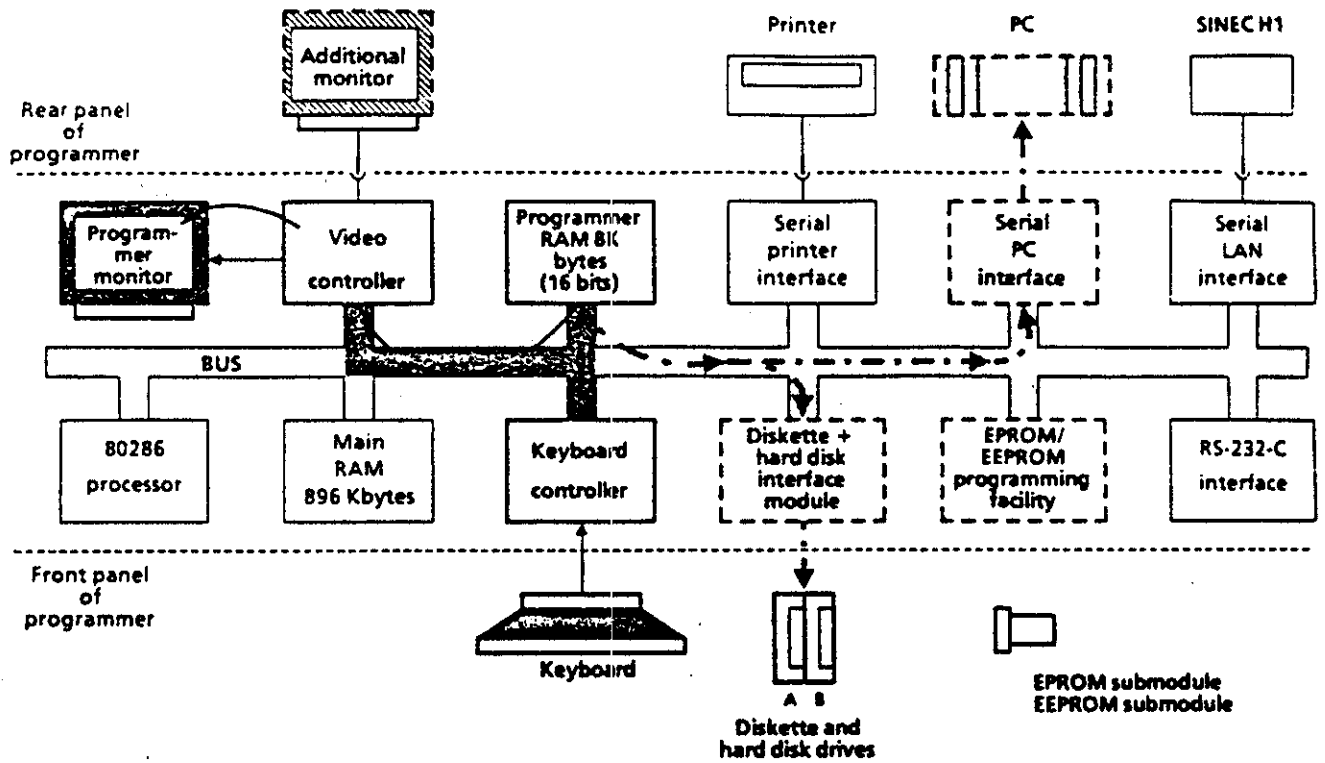 Additional
monitor
Printer
PC
SINEC H1
Rear panel
of
programmer
Program-
mer
monitor
Video
controller
Programmer
RAM 8K
bytes
(16 bits)
Serial
printer
interface
Serial
PC
interface
Serial
LAN
interface
BUS
80286
processor
Main
RAM
896 Kbytes
Keyboard
controller
Diskette +
hard disk
interface
module
EPROM/
EEPROM
programming
facility
RS-232-C
interface
Front panel
of
programmer
Keyboard
A B
Diskette and
hard disk drives
EPROM submodule
EEPROM submodule